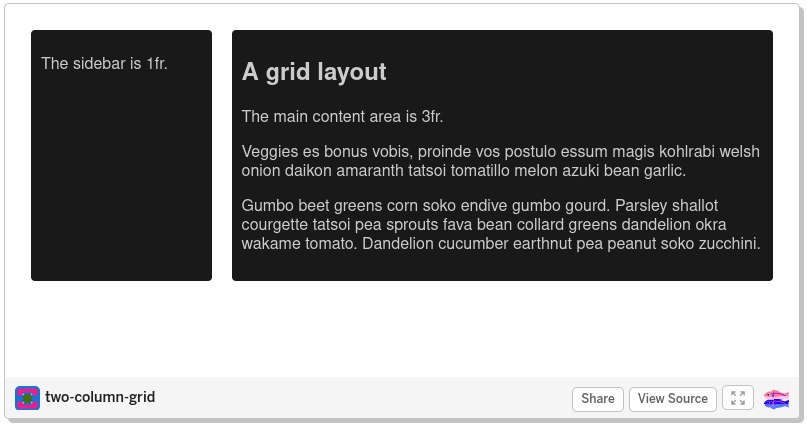 The sidebar is 1fr.
A grid layout
The main content area is 3fr.
Veggies es bonus vobis, proinde vos postulo essum magis kohlrabi welsh
onion daikon amaranth tatsoi tomatillo melon azuki bean garlic.
Gumbo beet greens corn soko endive gumbo gourd. Parsley shallot
courgette tatsoi pea sprouts fava bean collard greens dandelion okra
wakame tomato. Dandelion cucumber earthnut pea peanut soko zucchini.
two-column-grid
Share
View Source